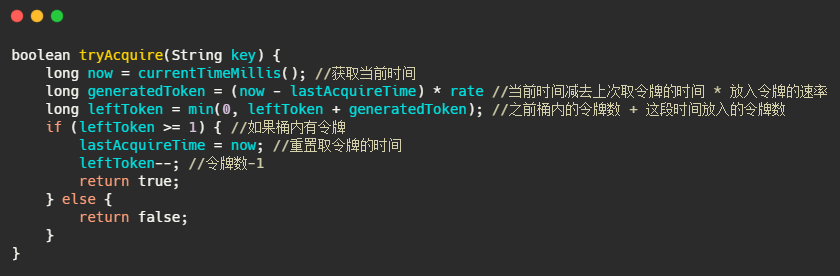 boolean tryAcquire(String key) {
    long now = currentTimeMillis(); //获取当前时间
    long generatedToken = (now - lastAcquireTime) * rate //当前时间减去上次取令牌的时间 * 放入令牌的速率
    long leftToken = min(0, leftToken + generatedToken); //之前桶内的令牌数 + 这段时间放入的令牌数
    if (leftToken >= 1) { //如果桶内有令牌
        lastAcquireTime = now; //重置取令牌的时间
        leftToken--; //令牌数-1
        return true;
    } else {
        return false;
    }
}